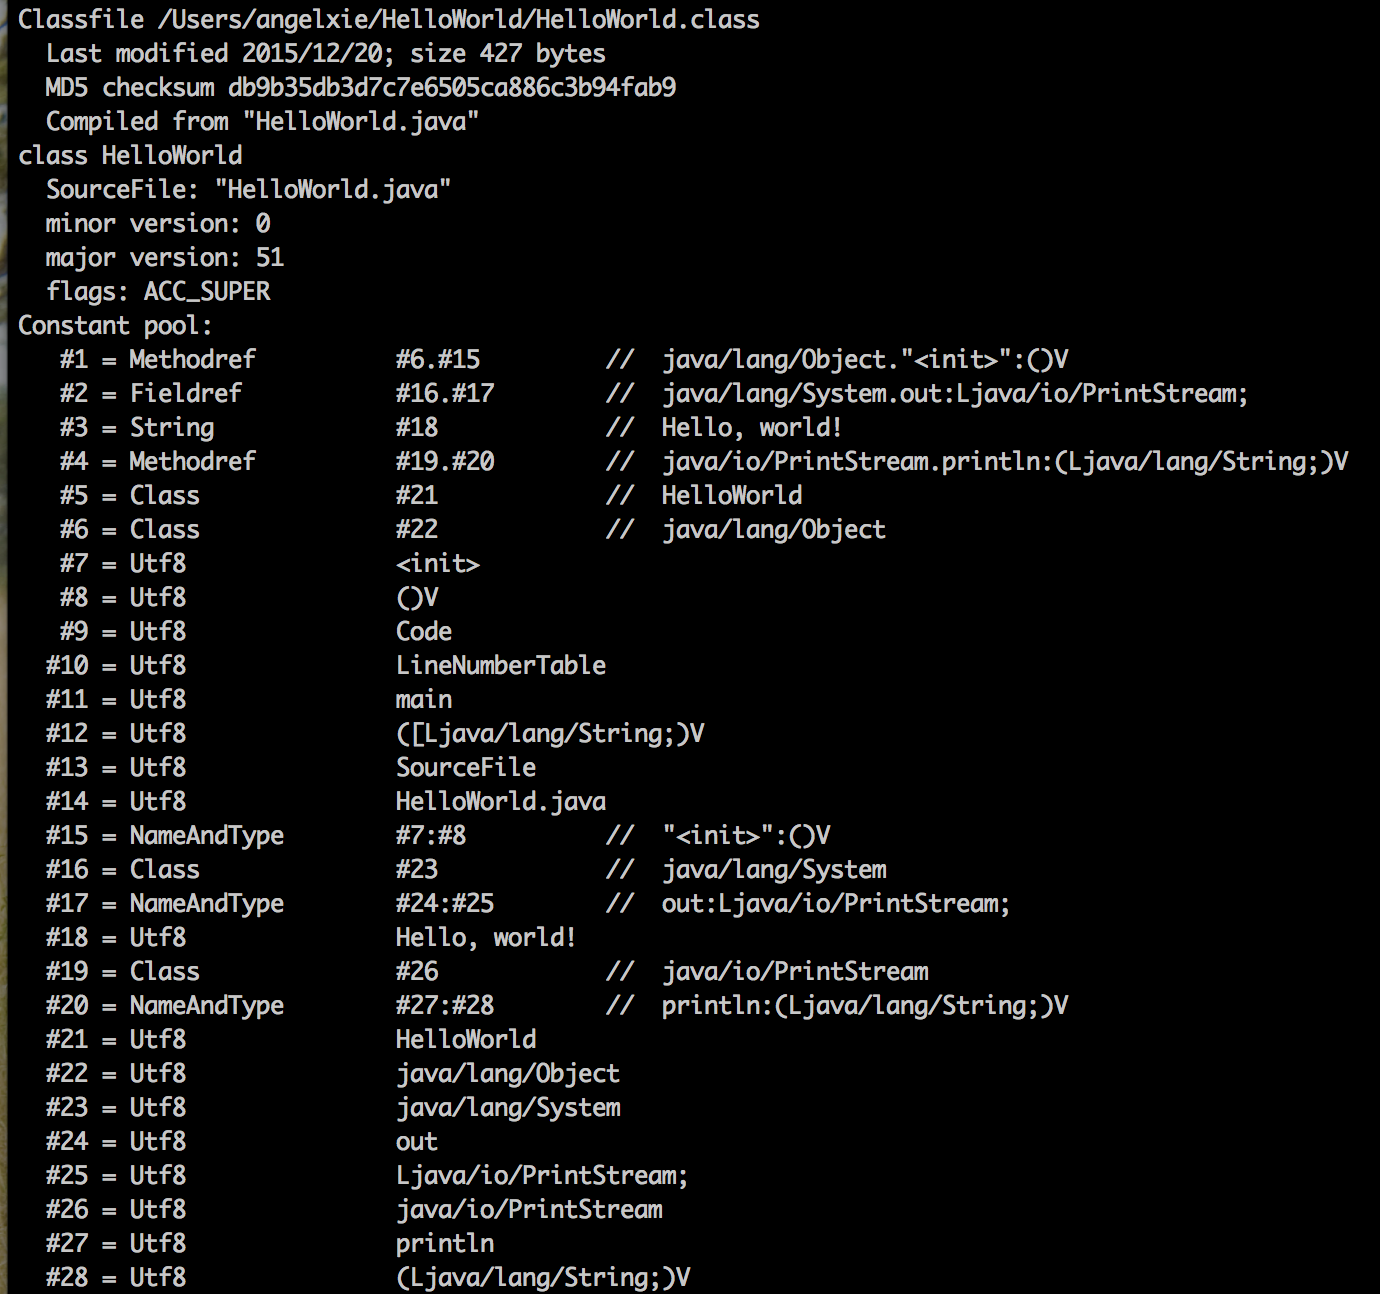 Classfile /Users/angelxie/HelloWorld/HelloWorld.class
  Last modified 2015/12/20; size 427 bytes
  MD5 checksum db9b35db3d7c7e6505ca886c3b94fab9
  Compiled from "HelloWorld.java"
class HelloWorld
  SourceFile: "HelloWorld.java"
  minor version: 0
  major version: 51
  flags: ACC_SUPER
Constant pool:
   #1 = Methodref          #6.#15         //  java/lang/Object."<init>":()V
   #2 = Fieldref           #16.#17        //  java/lang/System.out:Ljava/io/PrintStream;
   #3 = String             #18            //  Hello, world!
   #4 = Methodref          #19.#20        //  java/io/PrintStream.println:(Ljava/lang/String;)V
   #5 = Class              #21            //  HelloWorld
   #6 = Class              #22            //  java/lang/Object
   #7 = Utf8               <init>
   #8 = Utf8               ()V
   #9 = Utf8               Code
  #10 = Utf8               LineNumberTable
  #11 = Utf8               main
  #12 = Utf8               ([Ljava/lang/String;)V
  #13 = Utf8               SourceFile
  #14 = Utf8               HelloWorld.java
  #15 = NameAndType        #7:#8          //  "<init>":()V
  #16 = Class              #23            //  java/lang/System
  #17 = NameAndType        #24:#25        //  out:Ljava/io/PrintStream;
  #18 = Utf8               Hello, world!
  #19 = Class              #26            //  java/io/PrintStream
  #20 = NameAndType        #27:#28        //  println:(Ljava/lang/String;)V
  #21 = Utf8               HelloWorld
  #22 = Utf8               java/lang/Object
  #23 = Utf8               java/lang/System
  #24 = Utf8               out
  #25 = Utf8               Ljava/io/PrintStream;
  #26 = Utf8               java/io/PrintStream
  #27 = Utf8               println
  #28 = Utf8               (Ljava/lang/String;)V